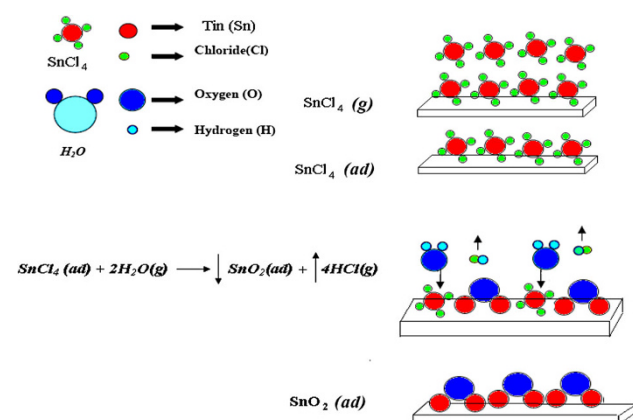 Tin (Sn)
Chloride(Cl)
SnCl4
Oxygen (O)
Hydrogen (H)
H2O
SnCl4 (g)
SnCl4 (ad)
SnCl4 (ad) + 2H2O(g) ⟶ ↓ SnO2(ad) + ↑ 4HCl(g)
SnO2 (ad)